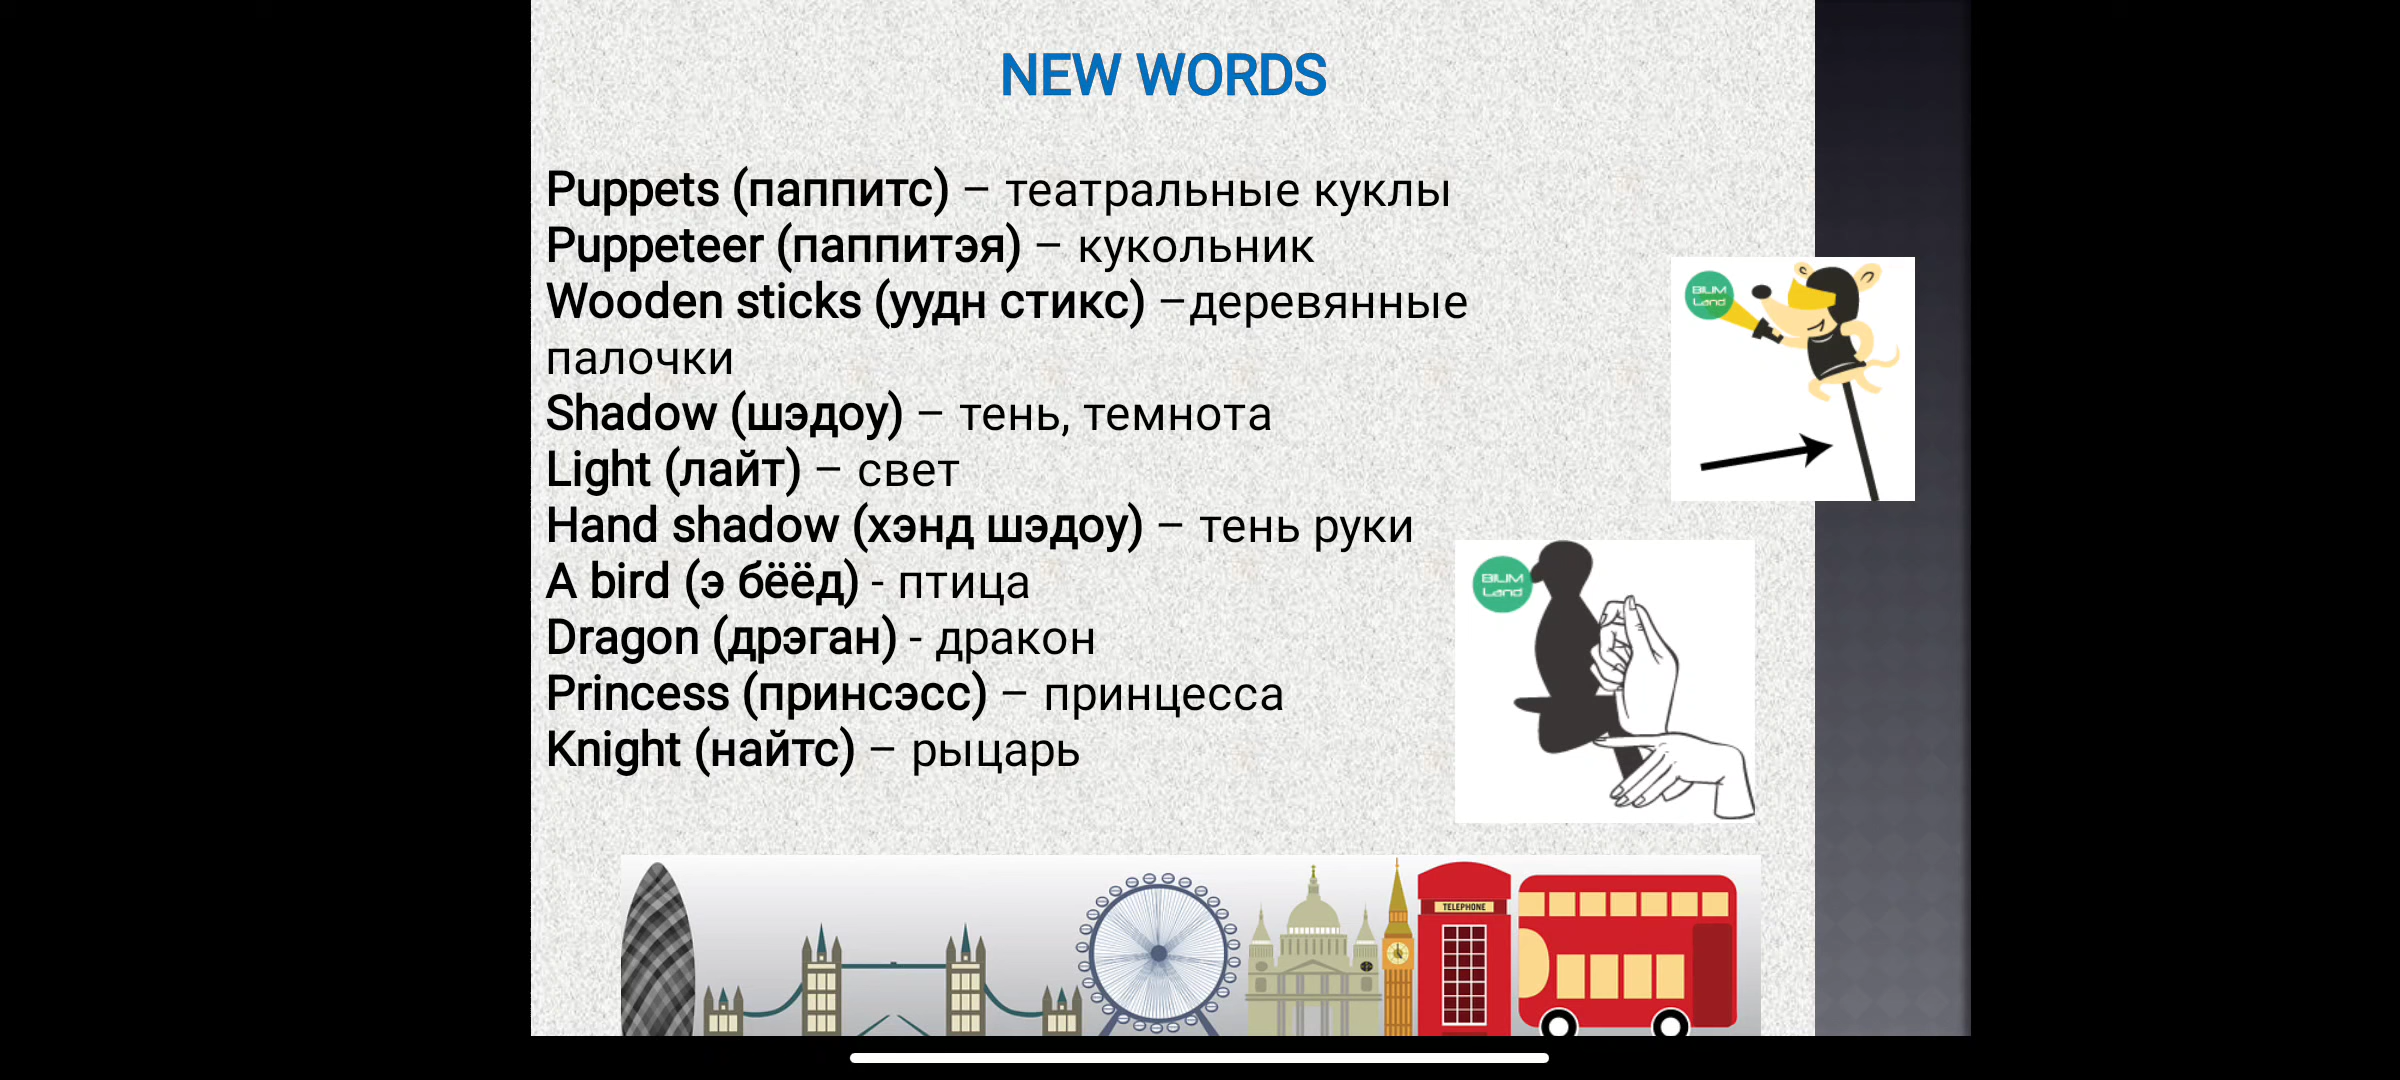 NEW WORDS
Puppets (паппитс) – театральные куклы
Puppeteer (паппитэя) – кукольник
Wooden sticks (уудн стикс) –деревянные
палочки
Shadow (шэдоу) – тень, темнота
Light (лайт) – свет
Hand shadow (хэнд шэдоу) – тень руки
A bird (э бёёд) - птица
Dragon (дрэган) - дракон
Princess (принсэсс) – принцесса
Knight (найтс) – рыцарь
BILIM
Land
BILIM
Land
TELEPHONE